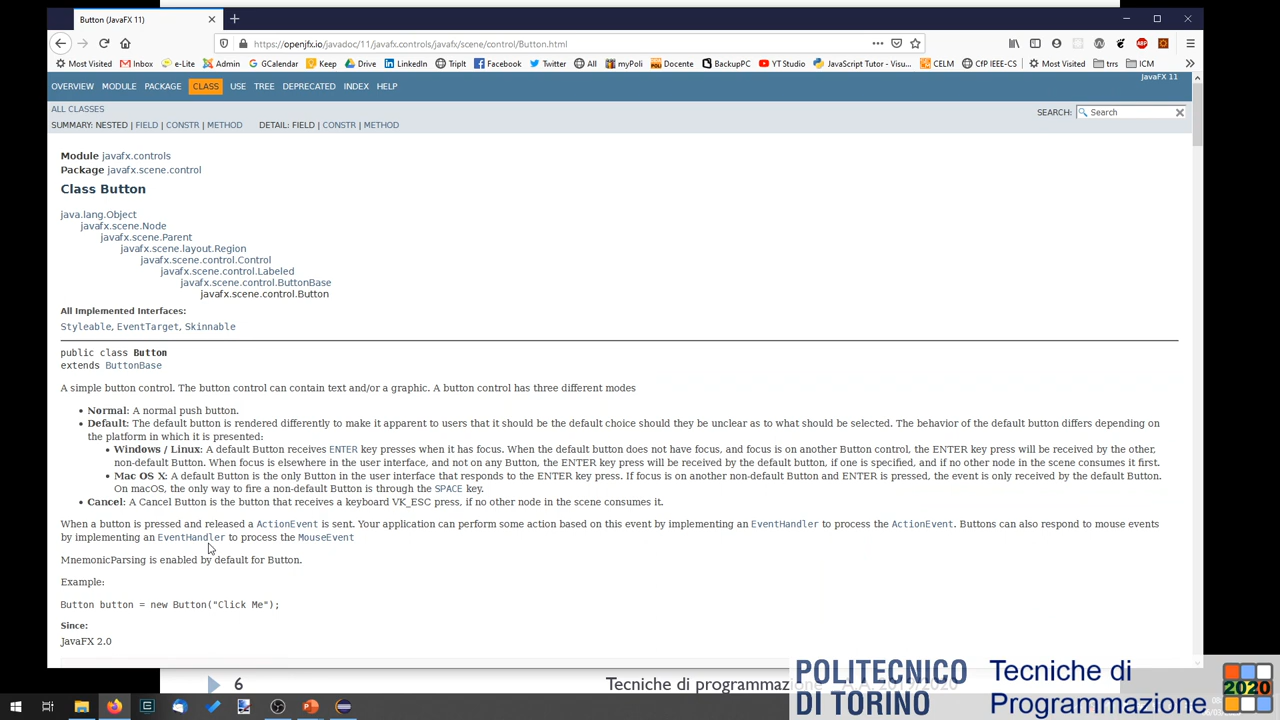 Button (JavaFX 11)
https://openjfx.io/javadoc/11/javafx.controls/javafx/scene/control/Button.html
Most Visited Inbox e-Lite Admin GCalendar Keep Drive LinkedIn TripIt Facebook Twitter All myPoli Docente BackupPC YT Studio JavaScript Tutor - Visu... CELM CfP IEEE-CS Most Visited trrs ICM
OVERVIEW MODULE PACKAGE CLASS USE TREE DEPRECATED INDEX HELP
JavaFX 11
ALL CLASSES
SEARCH: Search
SUMMARY: NESTED | FIELD | CONSTR | METHOD DETAIL: FIELD | CONSTR | METHOD
Module javafx.controls
Package javafx.scene.control
Class Button
java.lang.Object
javafx.scene.Node
javafx.scene.Parent
javafx.scene.layout.Region
javafx.scene.control.Control
javafx.scene.control.Labeled
javafx.scene.control.ButtonBase
javafx.scene.control.Button
All Implemented Interfaces:
Styleable, EventTarget, Skinnable
public class Button
extends ButtonBase
A simple button control. The button control can contain text and/or a graphic. A button control has three different modes
• Normal: A normal push button.
• Default: The default button is rendered differently to make it apparent to users that it should be the default choice should they be unclear as to what should be selected. The behavior of the default button differs depending on
the platform in which it is presented:
• Windows / Linux: A default Button receives ENTER key presses when it has focus. When the default button does not have focus, and focus is on another Button control, the ENTER key press will be received by the other,
non-default Button. When focus is elsewhere in the user interface, and not on any Button, the ENTER key press will be received by the default button, if one is specified, and if no other node in the scene consumes it first.
• Mac OS X: A default Button is the only Button in the user interface that responds to the ENTER key press. If focus is on another non-default Button and ENTER is pressed, the event is only received by the default Button.
On macOS, the only way to fire a non-default Button is through the SPACE key.
• Cancel: A Cancel Button is the button that receives a keyboard VK_ESC press, if no other node in the scene consumes it.
When a button is pressed and released a ActionEvent is sent. Your application can perform some action based on this event by implementing an EventHandler to process the ActionEvent. Buttons can also respond to mouse events
by implementing an EventHandler to process the MouseEvent
MnemonicParsing is enabled by default for Button.
Example:
Button button = new Button("Click Me");
Since:
JavaFX 2.0
6
Tecniche di programmazione - A.A. 2019/2020
POLITECNICO
DI TORINO
Tecniche di
Programmazione
2020